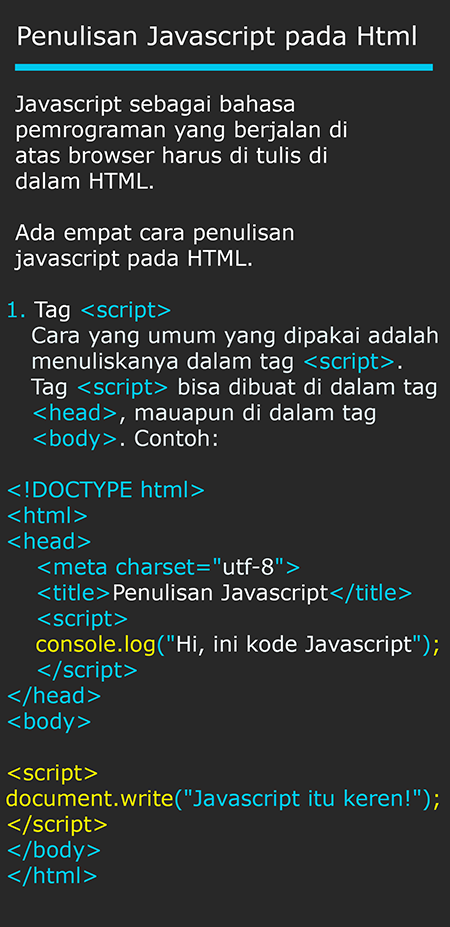 Penulisan Javascript pada Html
Javascript sebagai bahasa
pemrograman yang berjalan di
atas browser harus di tulis di
dalam HTML.
Ada empat cara penulisan
javascript pada HTML.
1. Tag <script>
Cara yang umum yang dipakai adalah
menuliskanya dalam tag <script>.
Tag <script> bisa dibuat di dalam tag
<head>, mauapun di dalam tag
<body>. Contoh:
<!DOCTYPE html>
<html>
<head>
<meta charset="utf-8">
<title>Penulisan Javascript</title>
<script>
console.log("Hi, ini kode Javascript");
</script>
</head>
<body>
<script>
document.write("Javascript itu keren!");
</script>
</body>
</html>